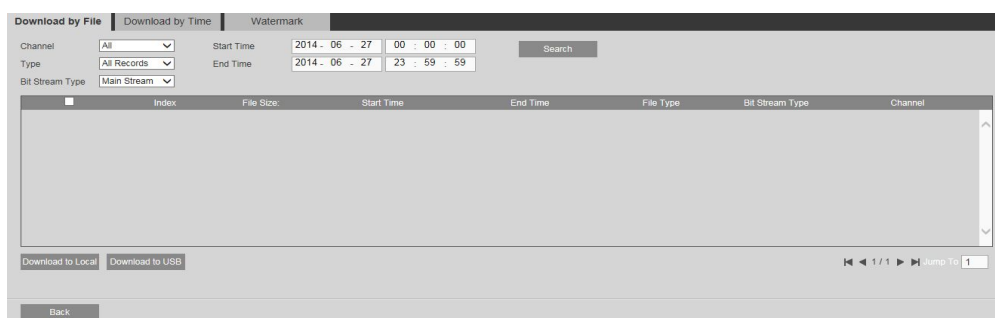 Download by File Download by Time Watermark
Channel All Start Time 2014 - 06 - 27 00 : 00 : 00 Search
Type All Records End Time 2014 - 06 - 27 23 : 59 : 59
Bit Stream Type Main Stream
Index File Size: Start Time End Time File Type Bit Stream Type Channel
Download to Local Download to USB 1 / 1 Jump To 1
Back